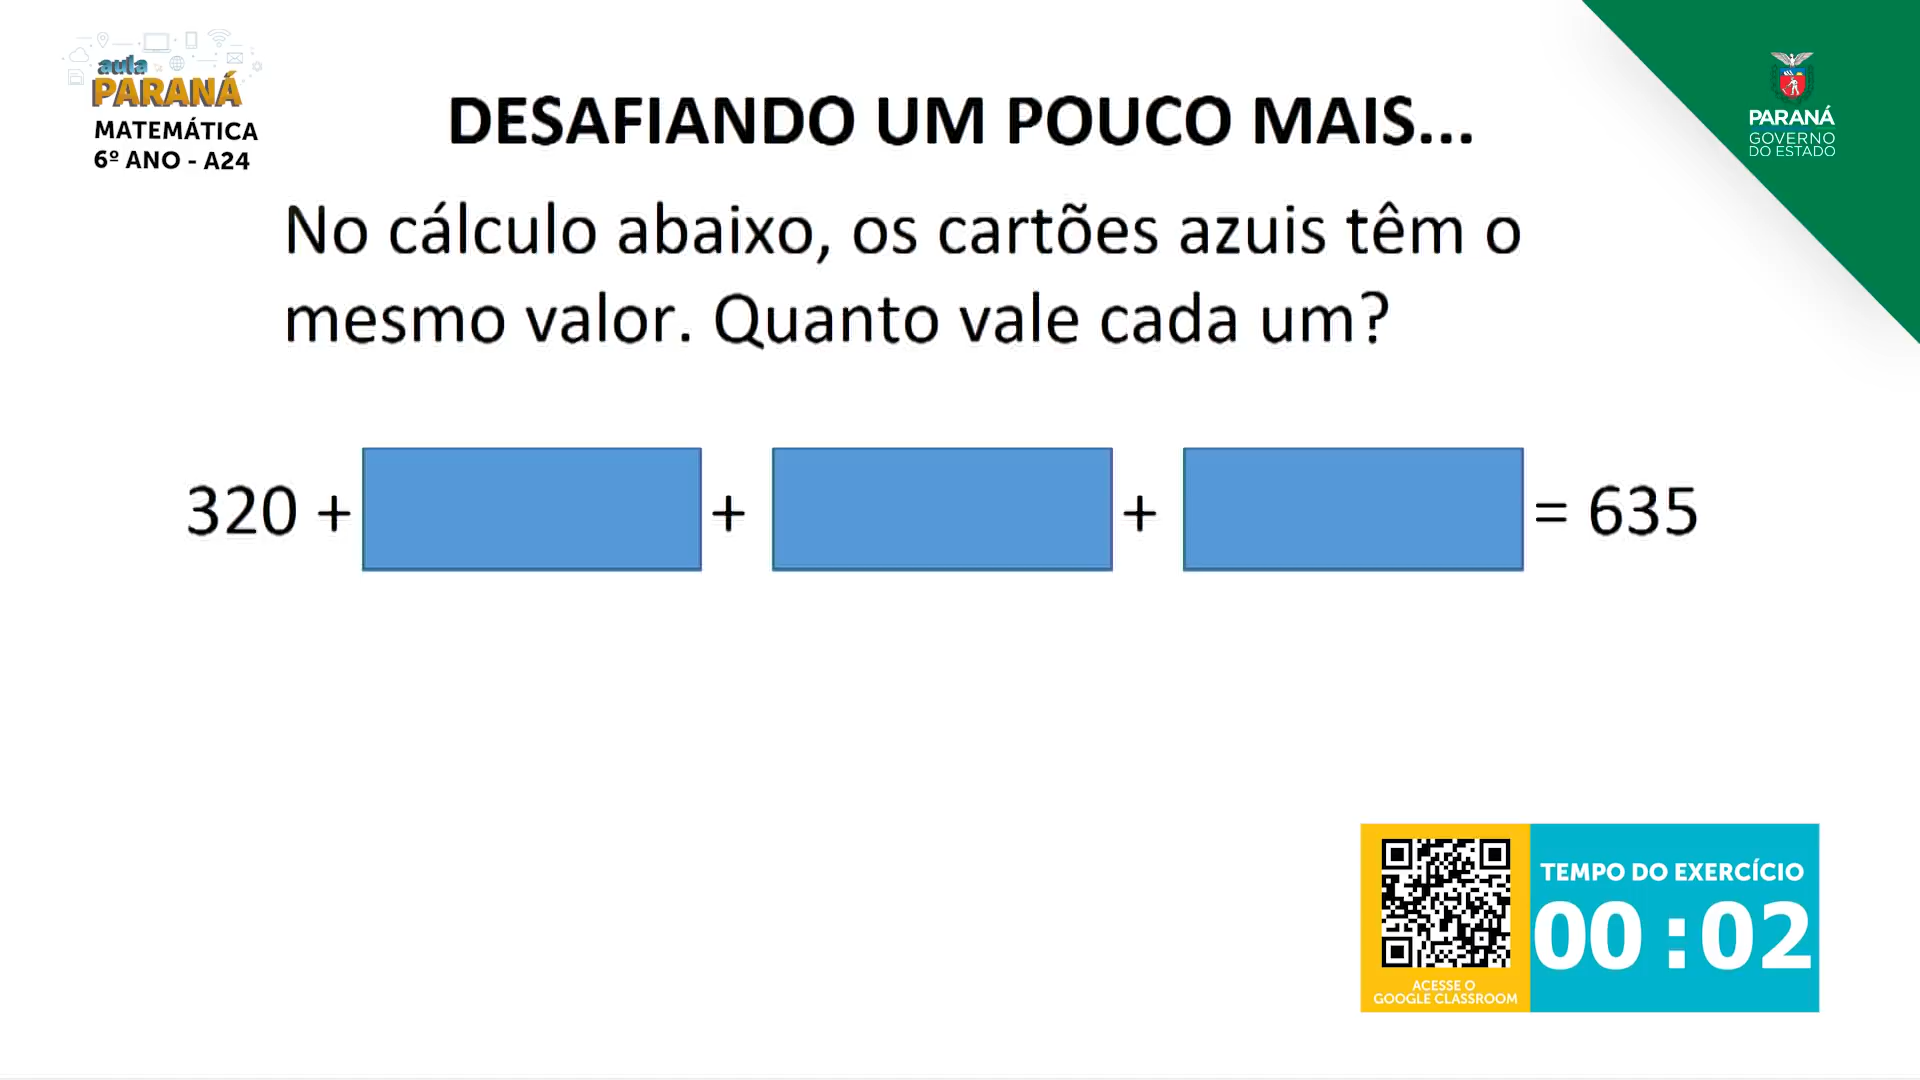 aula
PARANÁ
MATEMÁTICA
6º ANO - A24
PARANÁ
GOVERNO
DO ESTADO
DESAFIANDO UM POUCO MAIS...
No cálculo abaixo, os cartões azuis têm o
mesmo valor. Quanto vale cada um?
320 + + + = 635
TEMPO DO EXERCÍCIO
00 : 02
ACESSE O
GOOGLE CLASSROOM